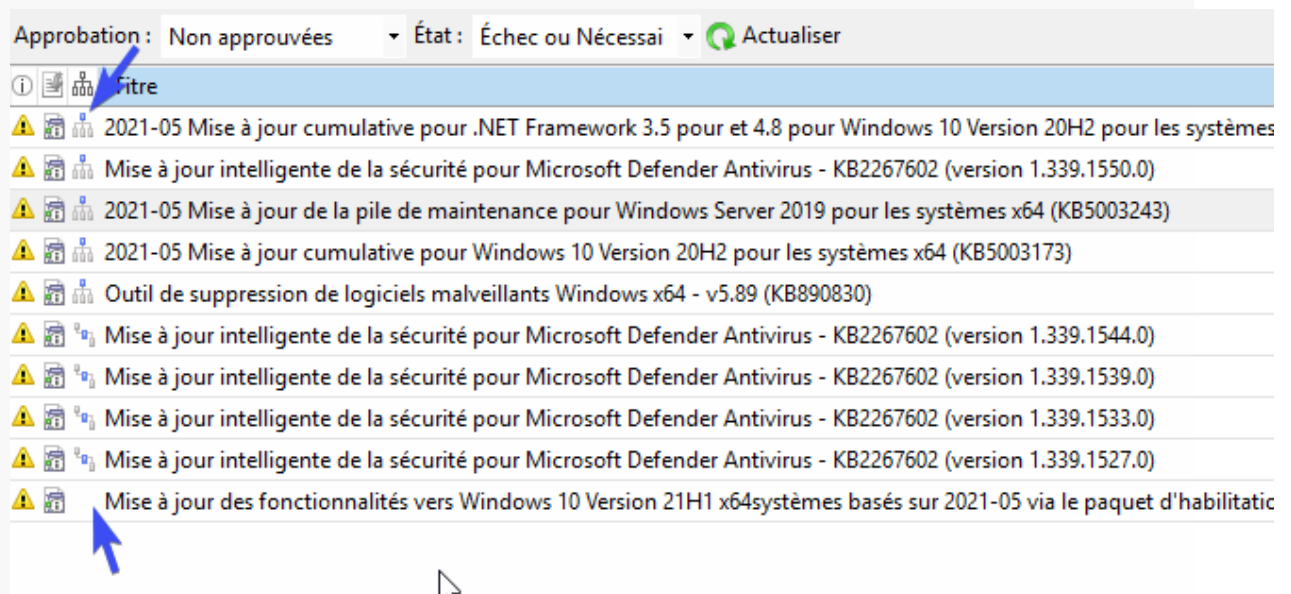 Approbation : Non approuvées État : Échec ou Nécessai Actualiser
Titre
2021-05 Mise à jour cumulative pour .NET Framework 3.5 pour et 4.8 pour Windows 10 Version 20H2 pour les systèmes
Mise à jour intelligente de la sécurité pour Microsoft Defender Antivirus - KB2267602 (version 1.339.1550.0)
2021-05 Mise à jour de la pile de maintenance pour Windows Server 2019 pour les systèmes x64 (KB5003243)
2021-05 Mise à jour cumulative pour Windows 10 Version 20H2 pour les systèmes x64 (KB5003173)
Outil de suppression de logiciels malveillants Windows x64 - v5.89 (KB890830)
Mise à jour intelligente de la sécurité pour Microsoft Defender Antivirus - KB2267602 (version 1.339.1544.0)
Mise à jour intelligente de la sécurité pour Microsoft Defender Antivirus - KB2267602 (version 1.339.1539.0)
Mise à jour intelligente de la sécurité pour Microsoft Defender Antivirus - KB2267602 (version 1.339.1533.0)
Mise à jour intelligente de la sécurité pour Microsoft Defender Antivirus - KB2267602 (version 1.339.1527.0)
Mise à jour des fonctionnalités vers Windows 10 Version 21H1 x64systèmes basés sur 2021-05 via le paquet d'habilitatio